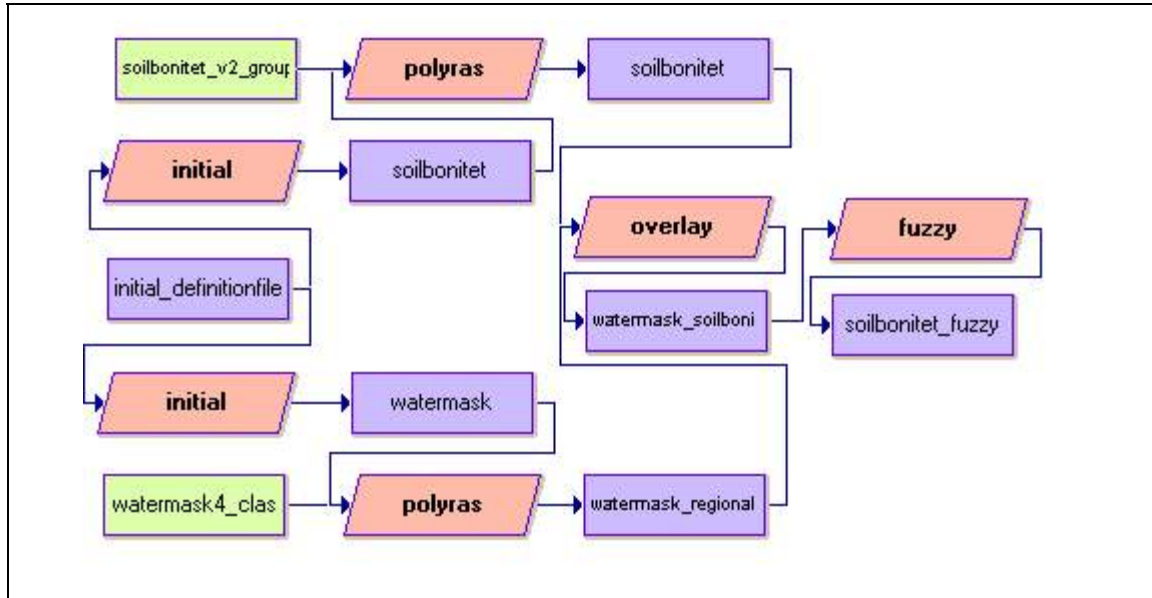 soilbonitet_v2_group
polyras
soilbonitet
initial
soilbonitet
overlay
fuzzy
initial_definitionfile
watermask_soilboni
soilbonitet_fuzzy
initial
watermask
watermask4_clas
polyras
watermask_regional